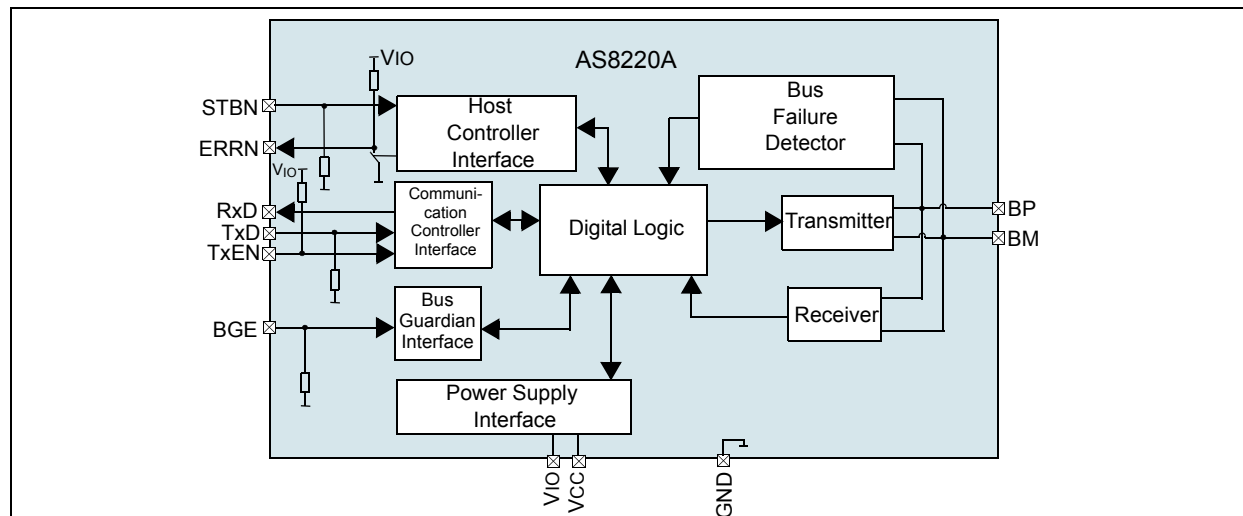 VIO
AS8220A
STBN
Host
Controller
Interface
Bus
Failure
Detector
ERRN
VIO
RxD
TxD
TxEN
Communi-
cation
Controller
Interface
Digital Logic
Transmitter
BP
BM
BGE
Bus
Guardian
Interface
Receiver
Power Supply
Interface
VIO
VCC
GND